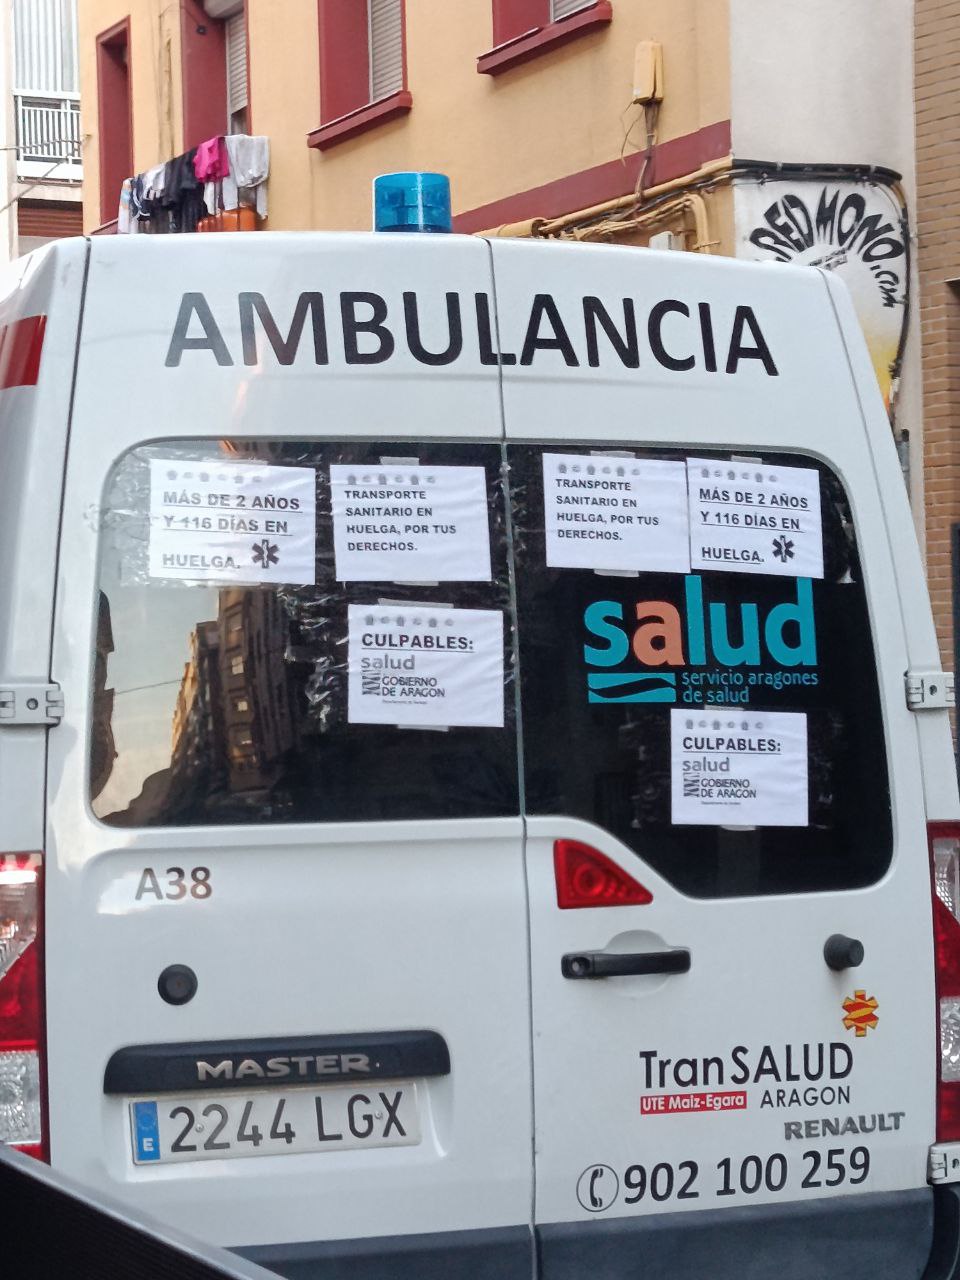 REDMONO.com
AMBULANCIA
MÁS DE 2 AÑOS
Y 116 DÍAS EN
HUELGA.
TRANSPORTE
SANITARIO EN
HUELGA, POR TUS
DERECHOS.
TRANSPORTE
SANITARIO EN
HUELGA, POR TUS
DERECHOS.
MÁS DE 2 AÑOS
Y 116 DÍAS EN
HUELGA.
CULPABLES:
salud
GOBIERNO
DE ARAGON
salud
servicio aragones
de salud
CULPABLES:
salud
GOBIERNO
DE ARAGON
A38
MASTER
E
2244 LGX
TranSALUD
UTE Maiz-Egara
ARAGON
RENAULT
902 100 259